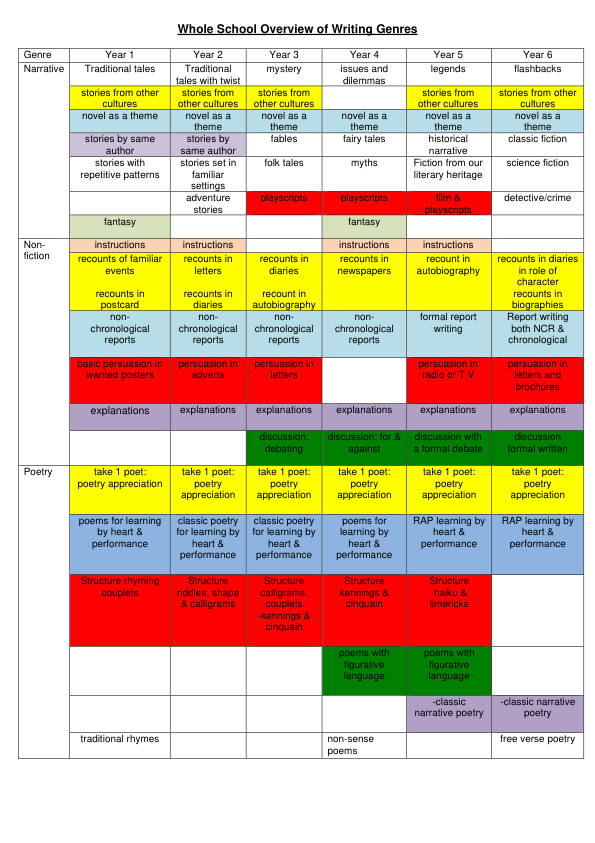 Whole School Overview of Writing Genres
Genre Year 1 Year 2 Year 3 Year 4 Year 5 Year 6
Narrative Traditional tales Traditional tales with twist mystery issues and dilemmas legends flashbacks
stories from other cultures stories from other cultures stories from other cultures stories from other cultures stories from other cultures
novel as a theme novel as a theme novel as a theme novel as a theme novel as a theme novel as a theme
stories by same author stories by same author fables fairy tales historical narrative classic fiction
stories with repetitive patterns stories set in familiar settings folk tales myths Fiction from our literary heritage science fiction
adventure stories playscripts playscripts film & playscripts detective/crime
fantasy fantasy
Non-fiction instructions instructions instructions instructions
recounts of familiar events recounts in postcard recounts in letters recounts in diaries recounts in diaries recount in autobiography recounts in newspapers recount in autobiography recounts in diaries in role of character recounts in biographies
non-chronological reports non-chronological reports non-chronological reports non-chronological reports formal report writing Report writing both NCR & chronological
basic persuasion in wanted posters persuasion in adverts persuasion in letters persuasion in radio or T.V persuasion in letters and brochures
explanations explanations explanations explanations explanations explanations
discussion: debating discussion: for & against discussion with a formal debate discussion formal written
Poetry take 1 poet: poetry appreciation take 1 poet: poetry appreciation take 1 poet: poetry appreciation take 1 poet: poetry appreciation take 1 poet: poetry appreciation take 1 poet: poetry appreciation
poems for learning by heart & performance classic poetry for learning by heart & performance classic poetry for learning by heart & performance poems for learning by heart & performance RAP learning by heart & performance RAP learning by heart & performance
Structure rhyming couplets Structure riddles, shape & calligrams Structure calligrams, couplets -kennings & cinquain Structure kennings & cinquain Structure haiku & limericks
poems with figurative language poems with figurative language
-classic narrative poetry -classic narrative poetry
traditional rhymes non-sense poems free verse poetry